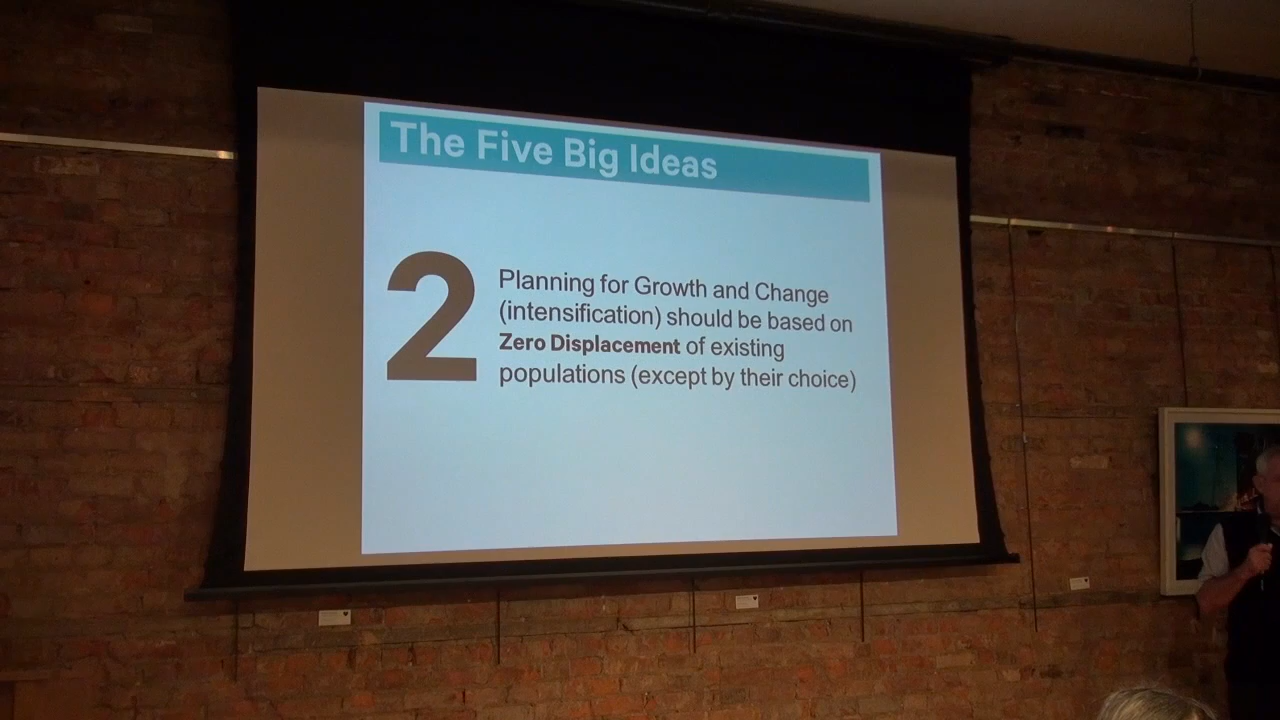 The Five Big Ideas
2
Planning for Growth and Change
(intensification) should be based on
Zero Displacement of existing
populations (except by their choice)